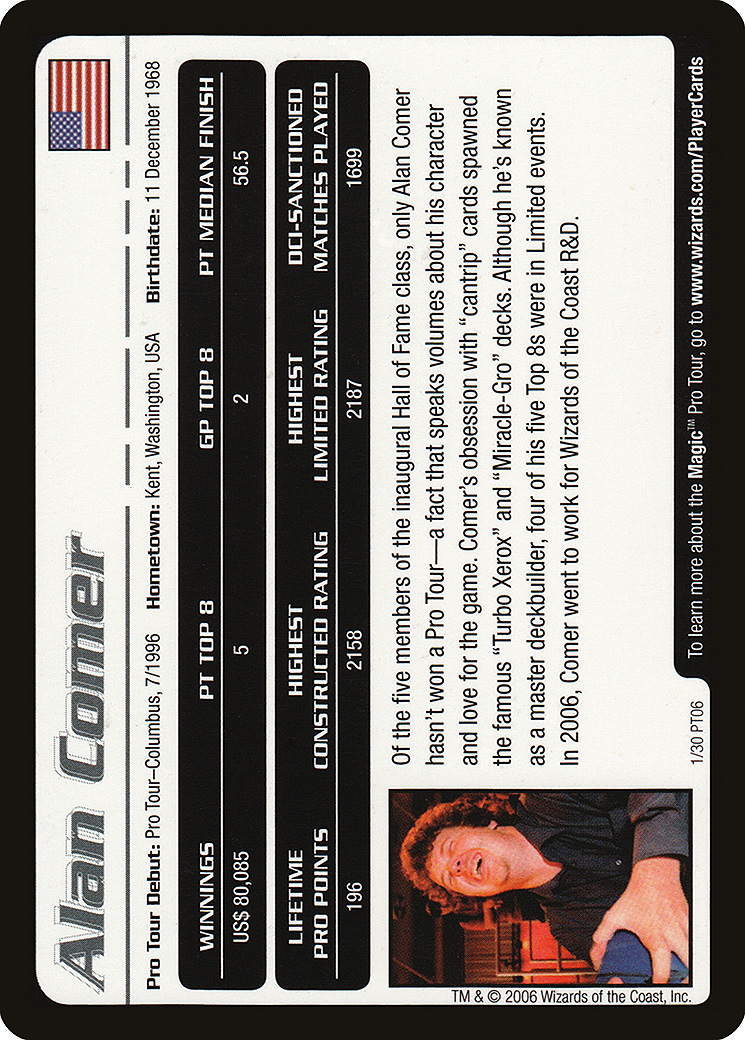 Alan Comer
Pro Tour Debut: Pro Tour–Columbus, 7/1996 Hometown: Kent, Washington, USA Birthdate: 11 December 1968
WINNINGS PT TOP 8 GP TOP 8 PT MEDIAN FINISH
US$ 80,085 5 2 56.5
LIFETIME HIGHEST HIGHEST DCI-SANCTIONED
PRO POINTS CONSTRUCTED RATING LIMITED RATING MATCHES PLAYED
196 2158 2187 1699
Of the five members of the inaugural Hall of Fame class, only Alan Comer
hasn't won a Pro Tour—a fact that speaks volumes about his character
and love for the game. Comer's obsession with "cantrip" cards spawned
the famous "Turbo Xerox" and "Miracle-Gro" decks. Although he's known
as a master deckbuilder, four of his five Top 8s were in Limited events.
In 2006, Comer went to work for Wizards of the Coast R&D.
TM & © 2006 Wizards of the Coast, Inc.
1/30 PT06
To learn more about the Magic™ Pro Tour, go to www.wizards.com/PlayerCards